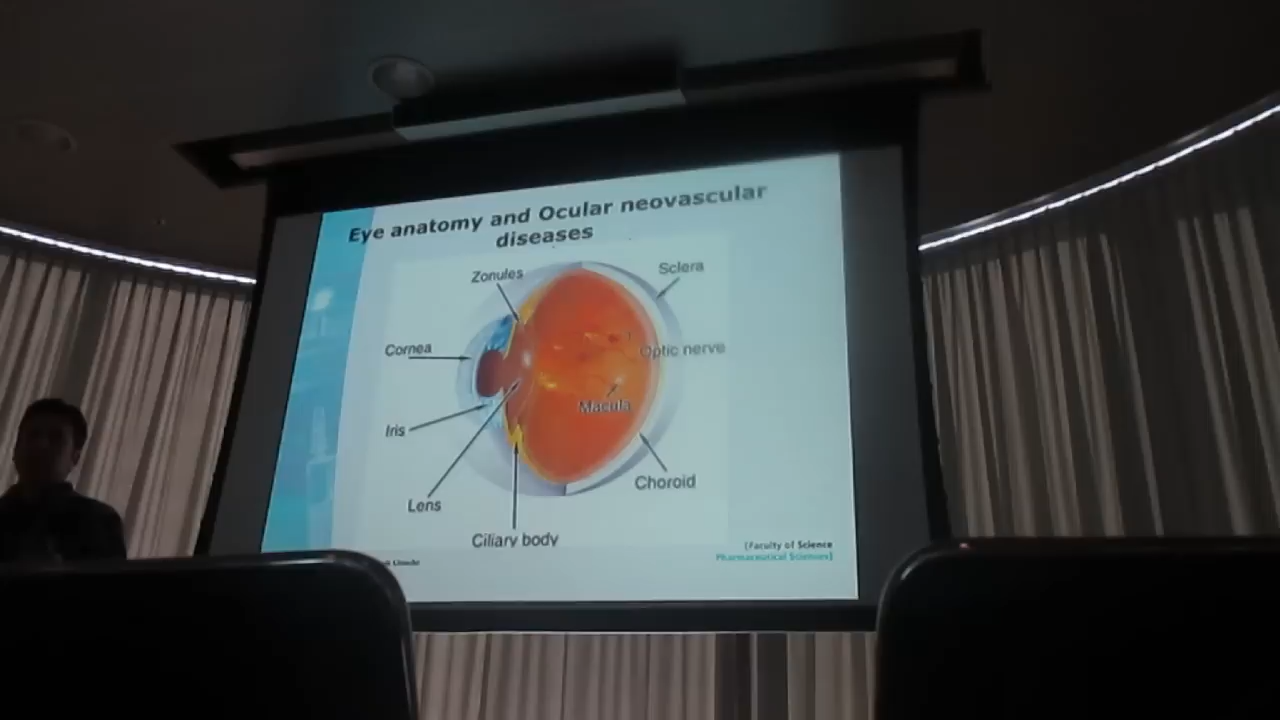 Eye anatomy and Ocular neovascular
diseases
Zonules
Sclera
Cornea
Optic nerve
Macula
Iris
Choroid
Lens
Ciliary body
[Faculty of Science
Pharmaceutical Sciences]